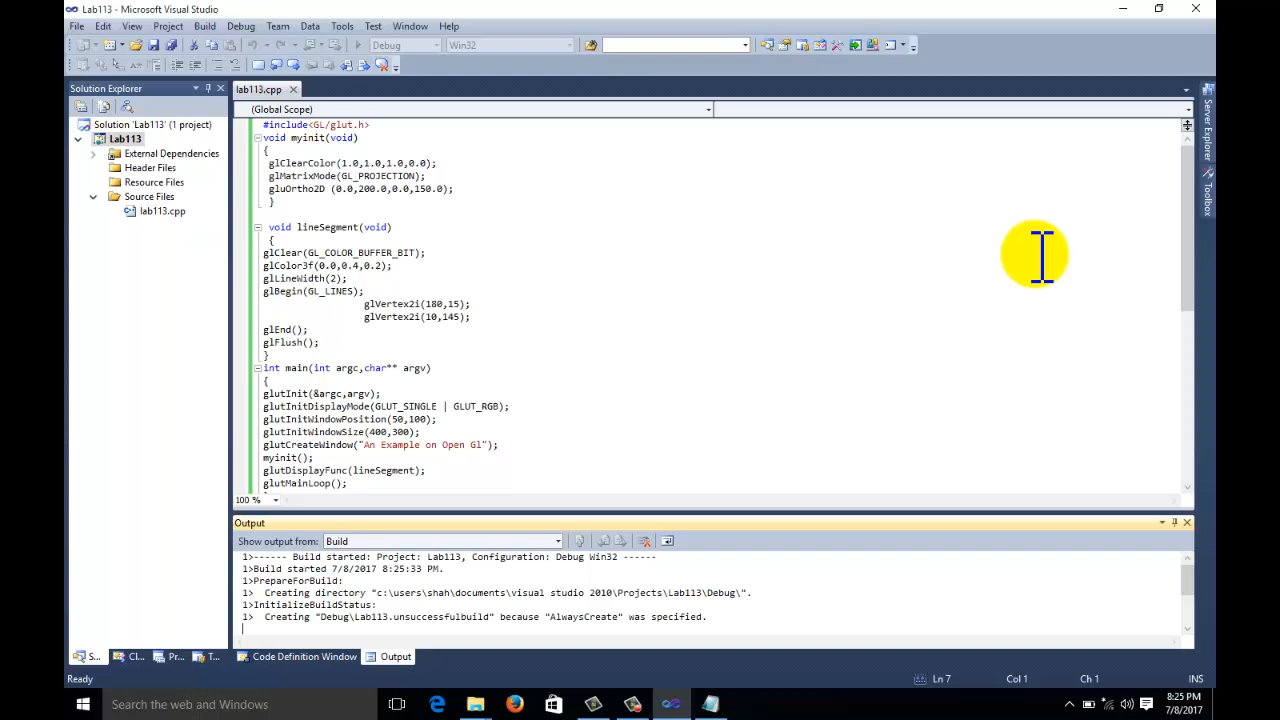 Lab113 - Microsoft Visual Studio
File Edit View Project Build Debug Team Data Tools Test Window Help
Debug Win32
Solution Explorer
lab113.cpp
(Global Scope)
Solution 'Lab113' (1 project)
Lab113
External Dependencies
Header Files
Resource Files
Source Files
lab113.cpp
#include<GL/glut.h>
void myinit(void)
{
glClearColor(1.0,1.0,1.0,0.0);
glMatrixMode(GL_PROJECTION);
gluOrtho2D (0.0,200.0,0.0,150.0);
}
void lineSegment(void)
{
glClear(GL_COLOR_BUFFER_BIT);
glColor3f(0.0,0.4,0.2);
glLineWidth(2);
glBegin(GL_LINES);
glVertex2i(180,15);
glVertex2i(10,145);
glEnd();
glFlush();
}
int main(int argc,char** argv)
{
glutInit(&argc,argv);
glutInitDisplayMode(GLUT_SINGLE | GLUT_RGB);
glutInitWindowPosition(50,100);
glutInitWindowSize(400,300);
glutCreateWindow("An Example on Open Gl");
myinit();
glutDisplayFunc(lineSegment);
glutMainLoop();
100 %
Server Explorer
Toolbox
Output
Show output from: Build
1>------ Build started: Project: Lab113, Configuration: Debug Win32 ------
1>Build started 7/8/2017 8:25:33 PM.
1>PrepareForBuild:
1> Creating directory "c:\users\shah\documents\visual studio 2010\Projects\Lab113\Debug\".
1>InitializeBuildStatus:
1> Creating "Debug\Lab113.unsuccessfulbuild" because "AlwaysCreate" was specified.
S... Cl... Pr... T... Code Definition Window Output
Ready Ln 7 Col 1 Ch 1 INS
Search the web and Windows
8:25 PM
7/8/2017